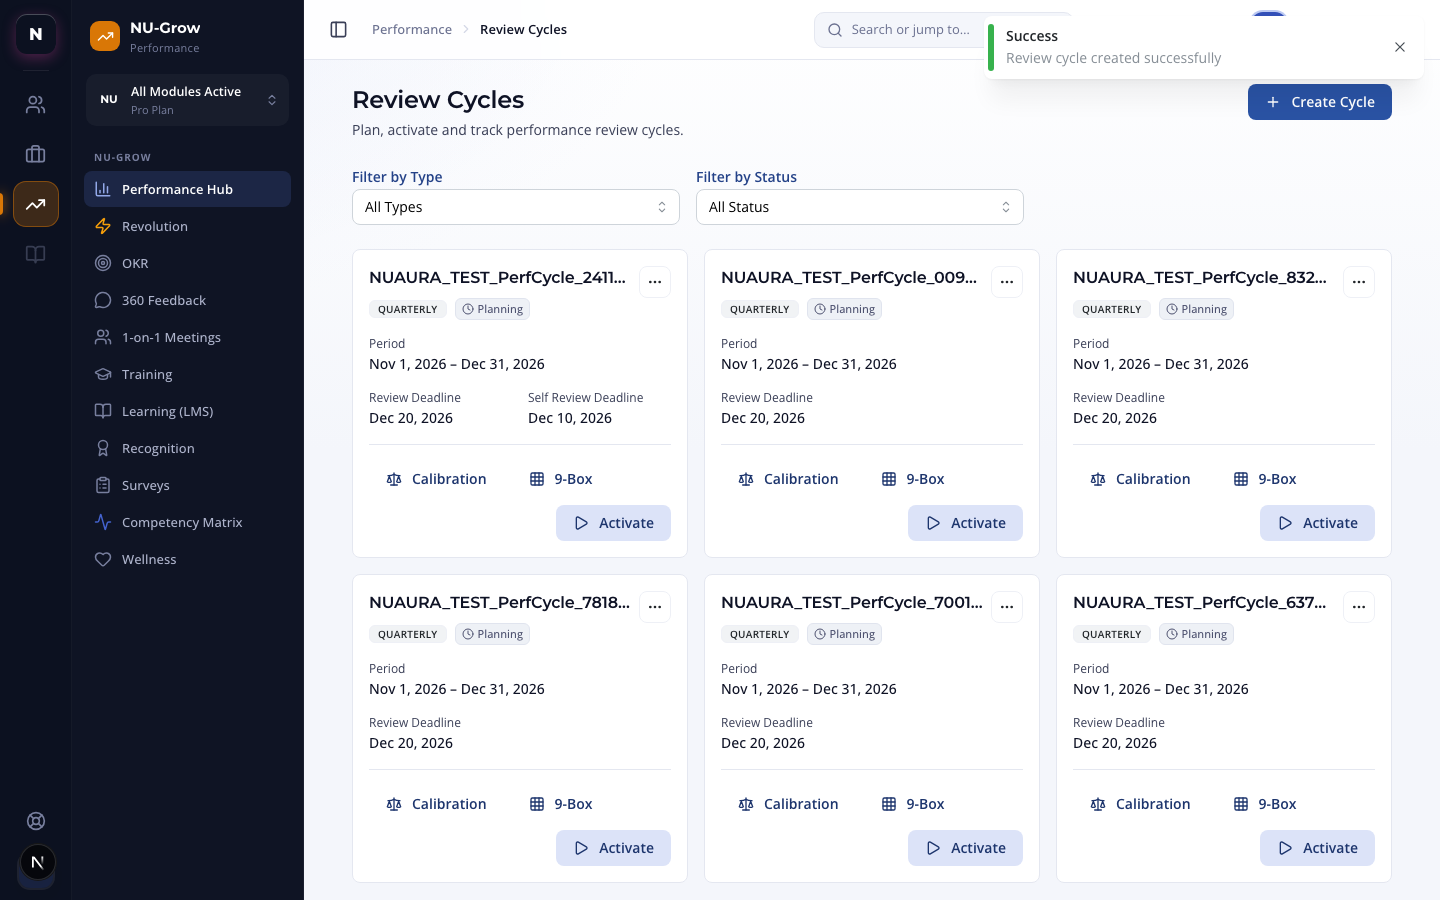 N
NU-Grow
Performance
NU
All Modules Active
Pro Plan
NU-GROW
Performance Hub
Revolution
OKR
360 Feedback
1-on-1 Meetings
Training
Learning (LMS)
Recognition
Surveys
Competency Matrix
Wellness
N
Performance
Review Cycles
Search or jump to...
Success
Review cycle created successfully
Review Cycles
Plan, activate and track performance review cycles.
Create Cycle
Filter by Type
All Types
Filter by Status
All Status
NUAURA_TEST_PerfCycle_2411...
QUARTERLY
Planning
Period
Nov 1, 2026 – Dec 31, 2026
Review Deadline
Self Review Deadline
Dec 20, 2026
Dec 10, 2026
Calibration
9-Box
Activate
NUAURA_TEST_PerfCycle_009...
QUARTERLY
Planning
Period
Nov 1, 2026 – Dec 31, 2026
Review Deadline
Dec 20, 2026
Calibration
9-Box
Activate
NUAURA_TEST_PerfCycle_832...
QUARTERLY
Planning
Period
Nov 1, 2026 – Dec 31, 2026
Review Deadline
Dec 20, 2026
Calibration
9-Box
Activate
NUAURA_TEST_PerfCycle_7818...
QUARTERLY
Planning
Period
Nov 1, 2026 – Dec 31, 2026
Review Deadline
Dec 20, 2026
Calibration
9-Box
Activate
NUAURA_TEST_PerfCycle_7001...
QUARTERLY
Planning
Period
Nov 1, 2026 – Dec 31, 2026
Review Deadline
Dec 20, 2026
Calibration
9-Box
Activate
NUAURA_TEST_PerfCycle_637...
QUARTERLY
Planning
Period
Nov 1, 2026 – Dec 31, 2026
Review Deadline
Dec 20, 2026
Calibration
9-Box
Activate